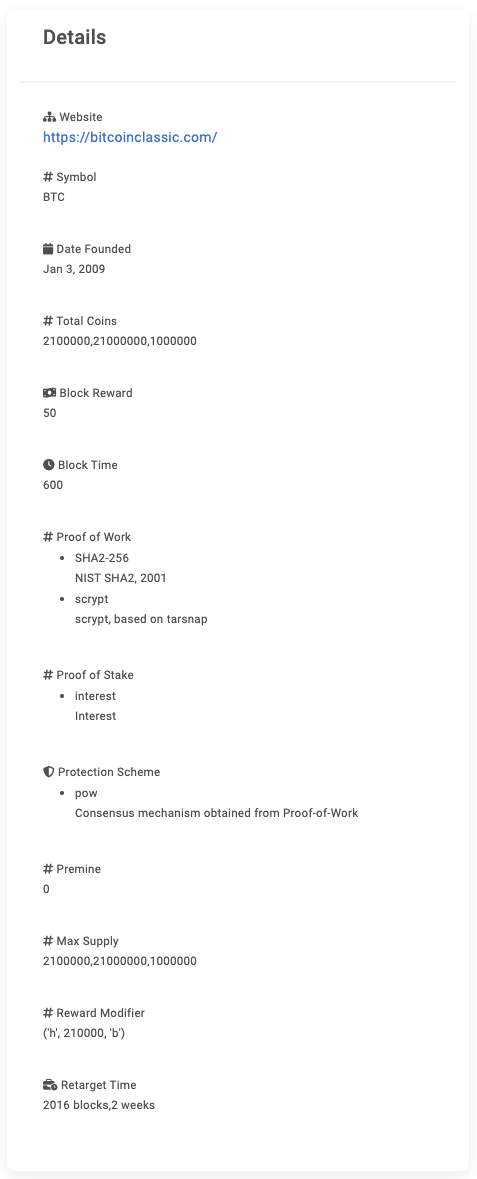 Details
Website
https://bitcoinclassic.com/
# Symbol
BTC
Date Founded
Jan 3, 2009
# Total Coins
2100000,21000000,1000000
Block Reward
50
Block Time
600
# Proof of Work
• SHA2-256
NIST SHA2, 2001
• scrypt
scrypt, based on tarsnap
# Proof of Stake
• interest
Interest
Protection Scheme
• pow
Consensus mechanism obtained from Proof-of-Work
# Premine
0
# Max Supply
2100000,21000000,1000000
# Reward Modifier
('h', 210000, 'b')
Retarget Time
2016 blocks,2 weeks